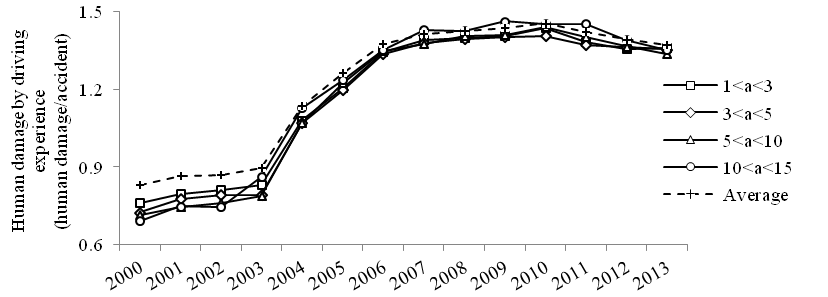 Human damage by driving
experience
(human damage/accident)
1.5
1.2
0.9
0.6
2000 2001 2002 2003 2004 2005 2006 2007 2008 2009 2010 2011 2012 2013
1<a<3
3<a<5
5<a<10
10<a<15
Average